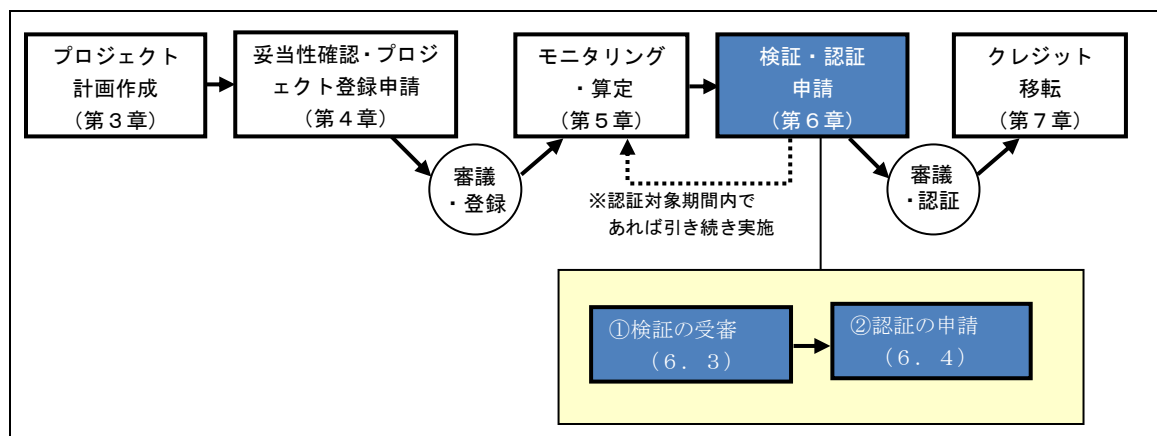 プロジェクト
計画作成
（第３章）
妥当性確認・プロジ
ェクト登録申請
（第４章）
審議
・登録
モニタリング
・算定
（第５章）
検証・認証
申請
（第６章）
審議
・認証
クレジット
移転
（第７章）
※認証対象期間内で
あれば引き続き実施
①検証の受審
（６．３）
②認証の申請
（６．４）